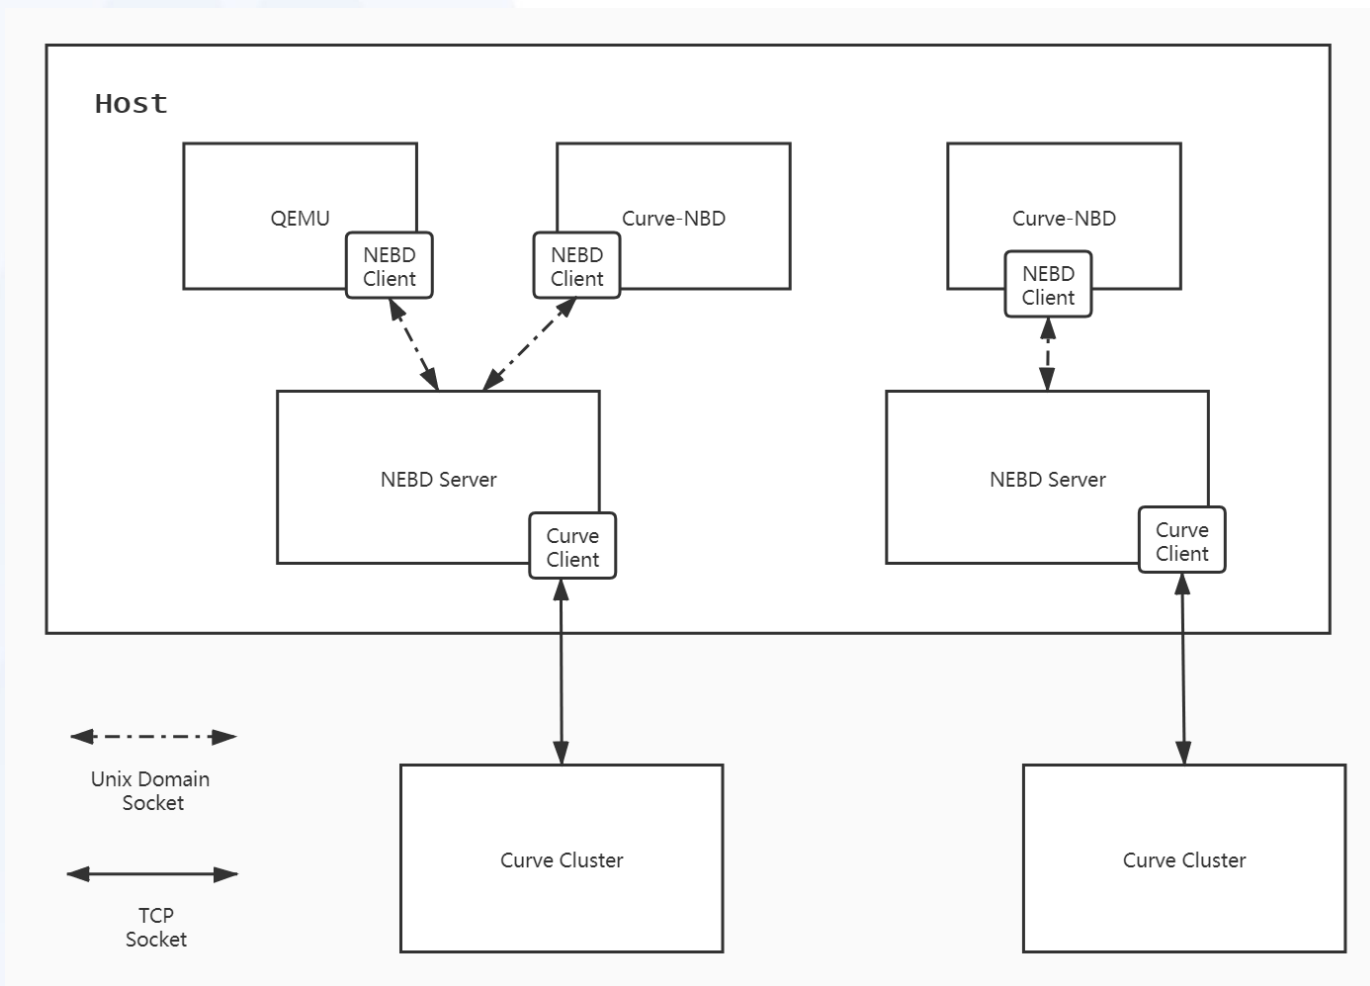 Host
QEMU
NEBD
Client
Curve-NBD
NEBD
Client
Curve-NBD
NEBD
Client
NEBD Server
Curve
Client
NEBD Server
Curve
Client
Unix Domain
Socket
TCP
Socket
Curve Cluster
Curve Cluster